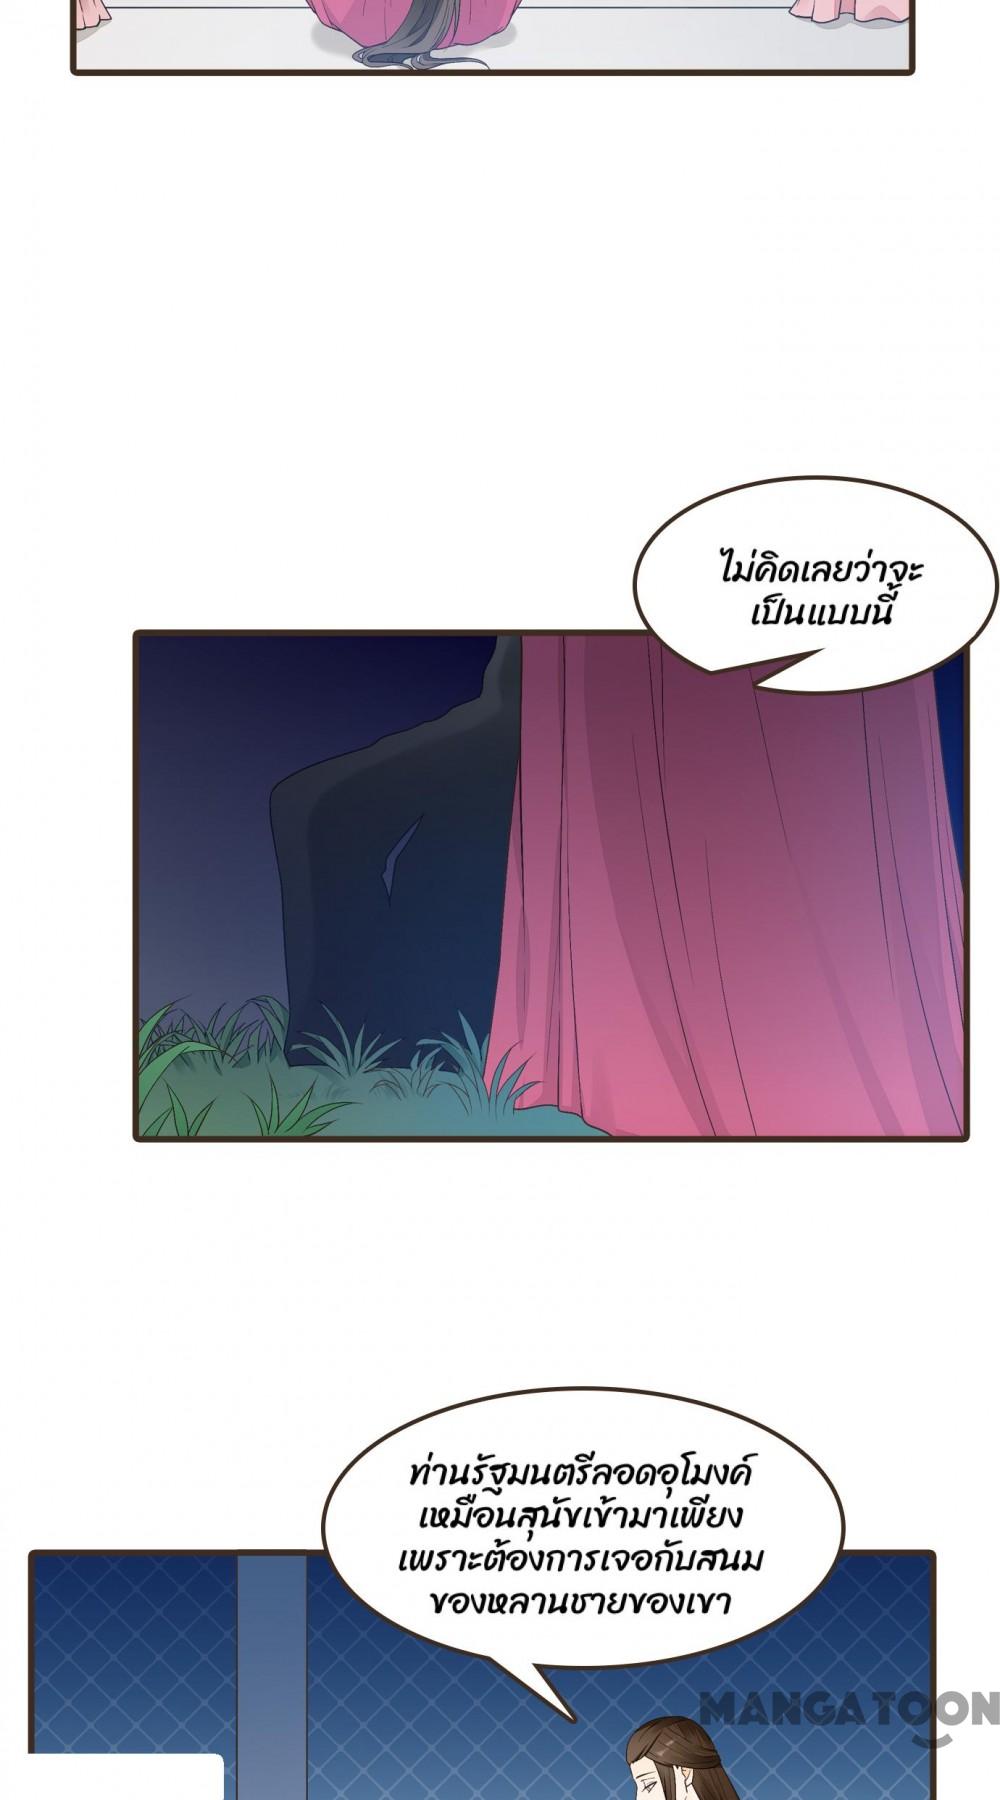 ไม่คิดเลยว่าจะ
เป็นแบบนี้
ท่านรัฐมนตรีลอดอุโมงค์
เหมือนสุนัขเข้ามาเพียง
เพราะต้องการเจอกับสนม
ของหลานชายของเขา
MANGATOON